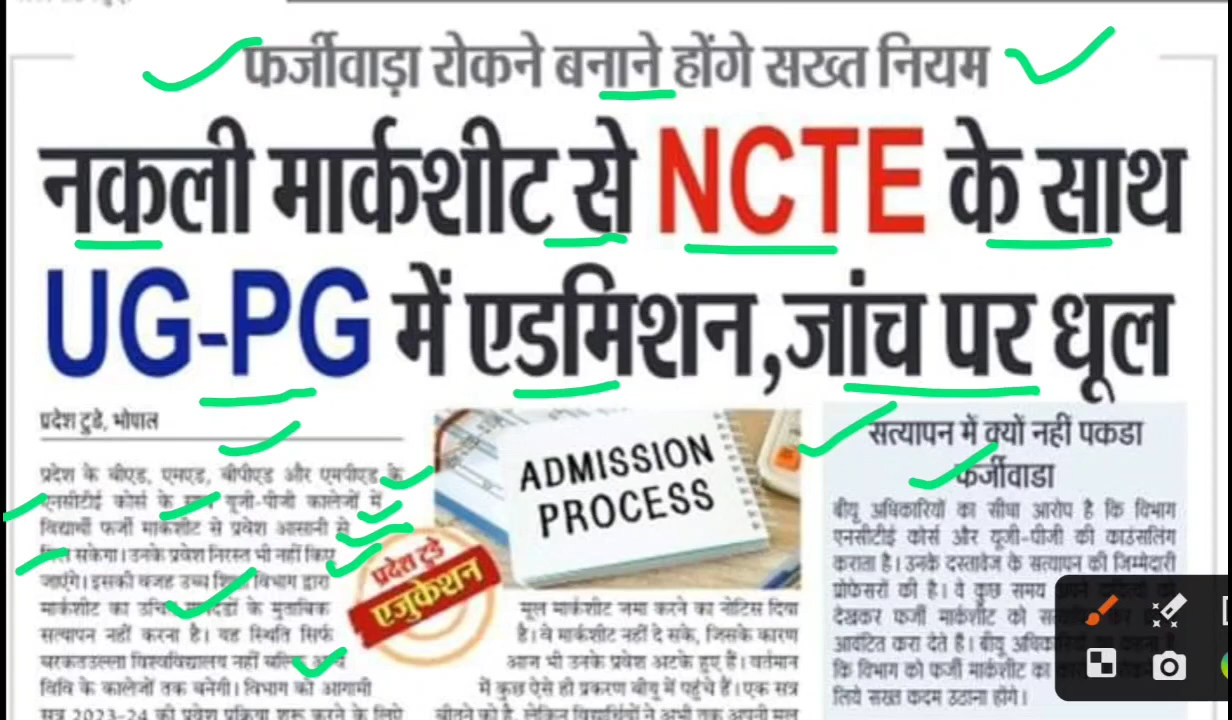 फर्जीवाड़ा रोकने बनाने होंगे सख्त नियम
नकली मार्कशीट से NCTE के साथ
UG-PG में एडमिशन,जांच पर धूल
प्रदेश टुडे, भोपाल
प्रदेश के बीएड, एमएड, बीपीएड और एमपीएड के
एनसीटीई कोर्स के यूजी-पीजी कालेजों में
विद्यार्थी फर्जी मार्कशीट से प्रवेश आसानी से
सकेगा। उनके प्रवेश निरस्त भी नहीं किए
जाएंगे। इसकी वजह उच्च विभाग द्वारा
मार्कशीट का के मुताबिक
सत्यापन नहीं करना है। यह स्थिति सिर्फ
बरकतउल्ला विश्वविद्यालय नहीं
विवि के कालेजों तक बनेगी। विभाग को आगामी
सत्र 2023-24 की प्रवेश प्रक्रिया शुरू करने के लिए
ADMISSION
PROCESS
प्रदेश टुडे
एजुकेशन
मूल मार्कशीट जमा करने का नोटिस दिया
है। वे मार्कशीट नहीं दे सके, जिसके कारण
आज भी उनके प्रवेश अटके हुए हैं। वर्तमान
में कुछ ऐसे ही प्रकरण बीयू में पहुंचे हैं। एक सत्र
बीतने को है, लेकिन विद्यार्थियों ने अभी तक अपनी मूल
सत्यापन में क्यों नहीं पकडा
फर्जीवाडा
बीयू अधिकारियों का सीधा आरोप है कि विभाग
एनसीटीई कोर्स और यूजी-पीजी की काउंसलिंग
कराता है। उनके दस्तावेज के सत्यापन की जिम्मेदारी
प्रोफेसरों की है। वे कुछ समय
देखकर फर्जी मार्कशीट को
आवंटित करा देते है। बीयू
कि विभाग को फर्जी मार्कशीट का
लिये सख्त कदम उठाना होंगे।